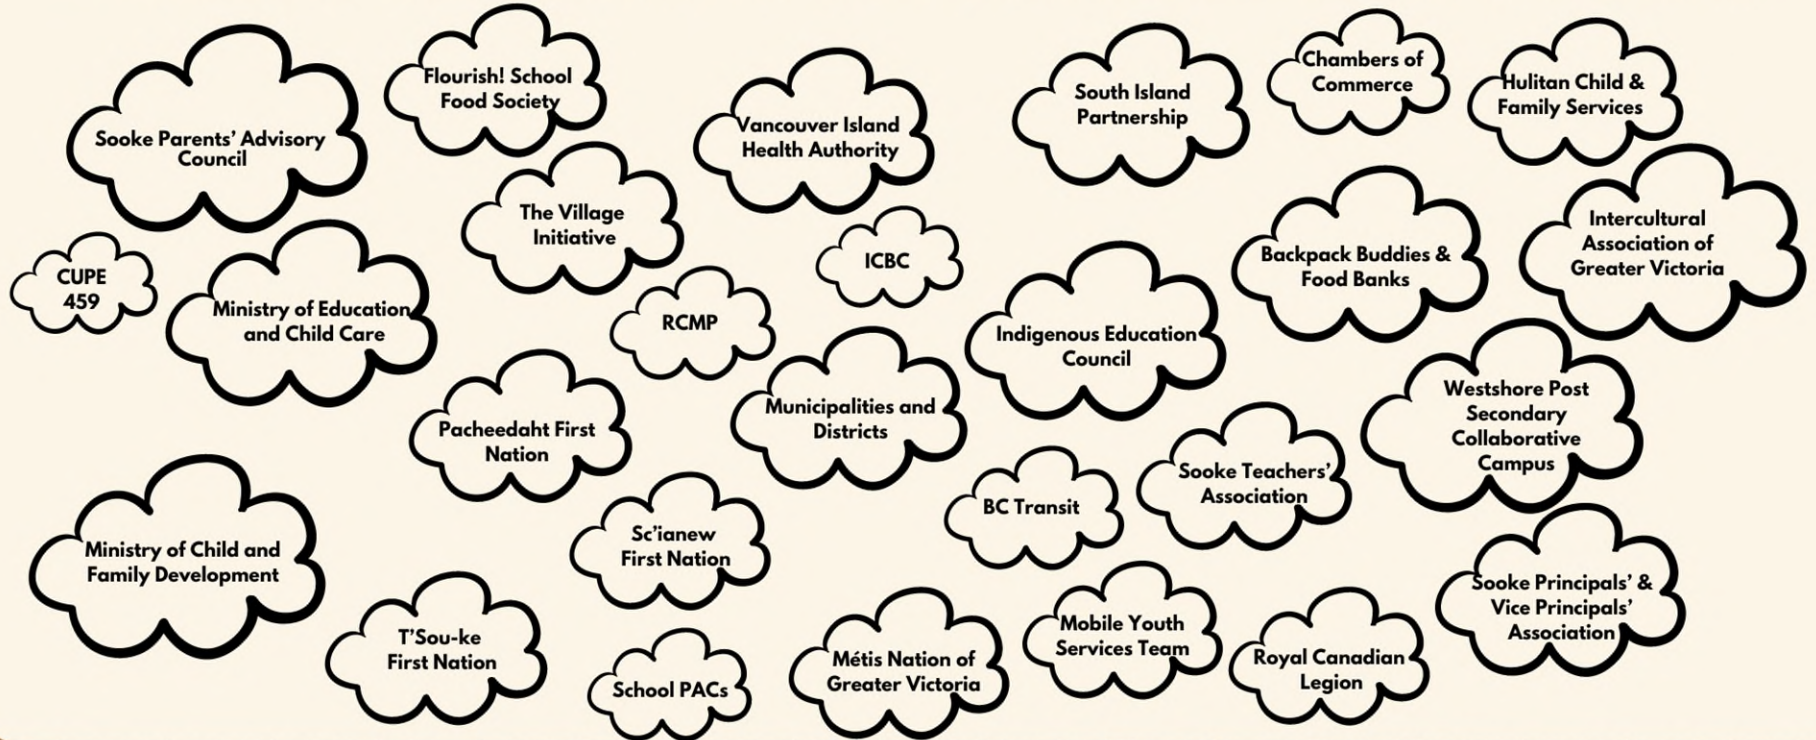 Sooke Parents' Advisory
Council
Flourish! School
Food Society
Vancouver Island
Health Authority
South Island
Partnership
Chambers of
Commerce
Hulitan Child &
Family Services
The Village
Initiative
ICBC
Backpack Buddies &
Food Banks
Intercultural
Association of
Greater Victoria
CUPE
459
Ministry of Education
and Child Care
RCMP
Indigenous Education
Council
Pacheedaht First
Nation
Municipalities and
Districts
Westshore Post
Secondary
Collaborative
Campus
Sooke Teachers'
Association
BC Transit
Ministry of Child and
Family Development
Sc'ianew
First Nation
Sooke Principals' &
Vice Principals'
Association
T'Sou-ke
First Nation
School PACs
Métis Nation of
Greater Victoria
Mobile Youth
Services Team
Royal Canadian
Legion